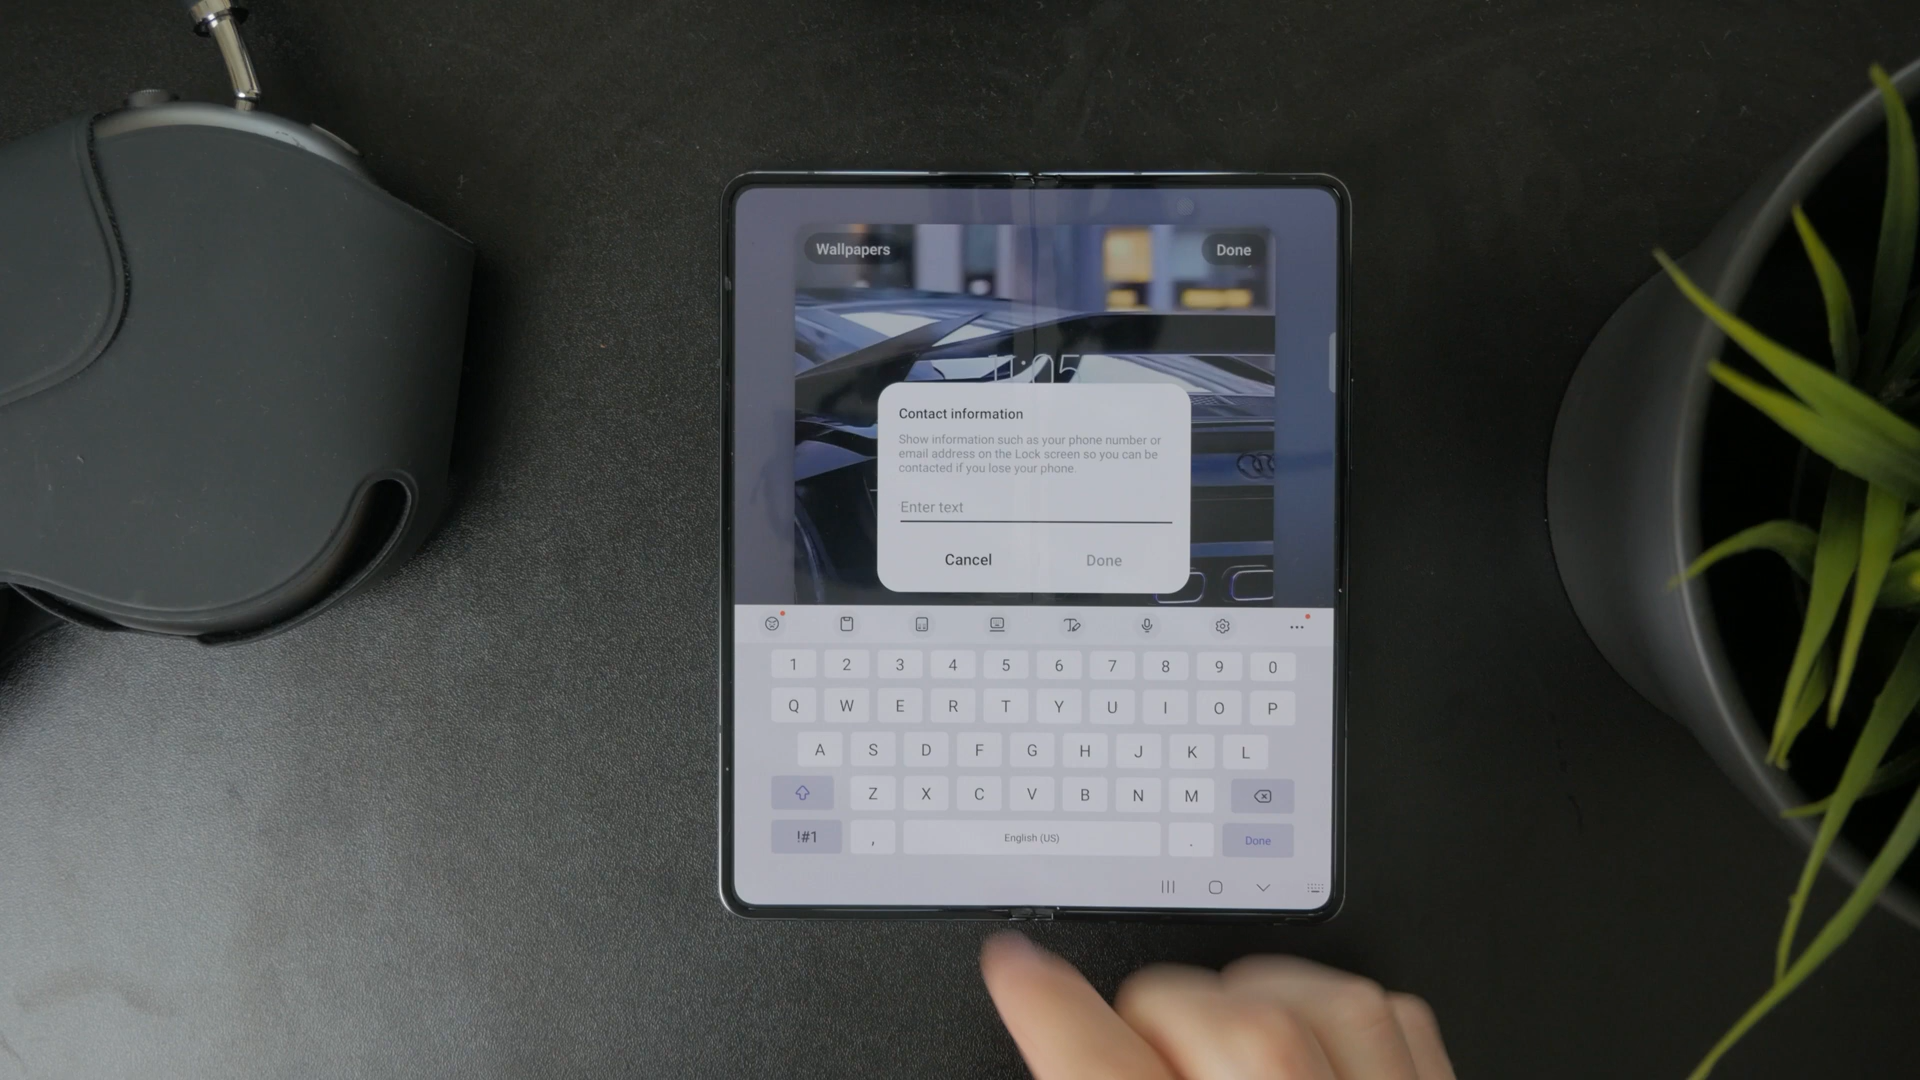 Wallpapers
Done
11:05
Contact information
Show information such as your phone number or
email address on the Lock screen so you can be
contacted if you lose your phone.
Enter text
Cancel
Done
1 2 3 4 5 6 7 8 9 0
Q W E R T Y U I O P
A S D F G H J K L
Z X C V B N M
!#1 , English (US) . Done